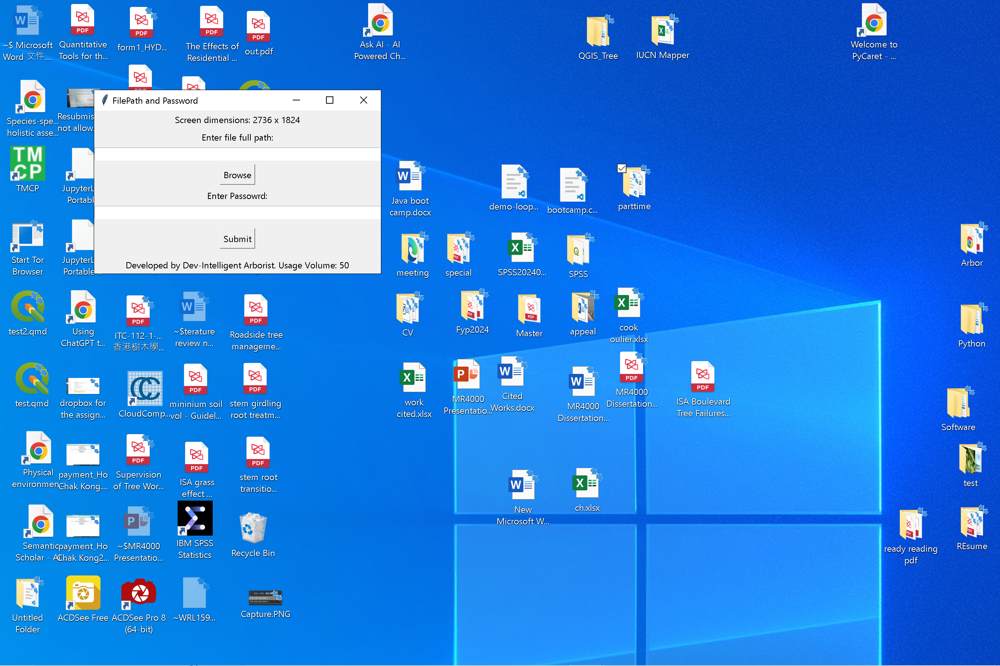 ~$ Microsoft
Word 文件....
Quantitative
Tools for th...
form1_HYD...
The Effects of
Residential ...
out.pdf
Ask AI - AI
Powered Ch...
QGIS_Tree
IUCN Mapper
Welcome to
PyCaret - ...
Species-spe...
holistic asse...
Resubmis
not allow
FilePath and Password
Screen dimensions: 2736 x 1824
Enter file full path:
Browse
Enter Passowrd:
Submit
Developed by Dev-Intelligent Arborist. Usage Volume: 50
TM
CP
TMCP
JupyterL
Portabl
Java boot
camp.docx
demo-loop...
bootcamp.c...
parttime
Start Tor
Browser
JupyterL
Portable
meeting
special
SPSS20240...
SPSS
Arbor
test2.qmd
Using
ChatGPT t...
ITC-112-1-...
香港樹木學...
~$terature
review n...
Roadside tree
manageme...
CV
Fyp2024
Master
appeal
cook
oulier.xlsx
Python
test.qmd
dropbox for
the assign...
CloudComp...
mininium soil
vol - Guidel...
stem girdling
root treatm...
work
cited.xlsx
MR4000
Presentatio...
Cited
Works.docx
MR4000
Dissertation...
MR4000
Dissertation...
ISA Boulevard
Tree Failures...
Software
Physical
environmen...
payment_Ho
Chak Kong....
Supervision
of Tree Wor...
ISA grass
effect ...
stem root
transitio...
New
Microsoft W...
ch.xlsx
test
Semantic
Scholar - AI
payment_Ho
Chak Kong2...
~$MR4000
Presentatio...
IBM SPSS
Statistics
Recycle Bin
ready reading
pdf
REsume
Untitled
Folder
ACDSee Free
ACDSee Pro 8
(64-bit)
~WRL159...
Capture.PNG